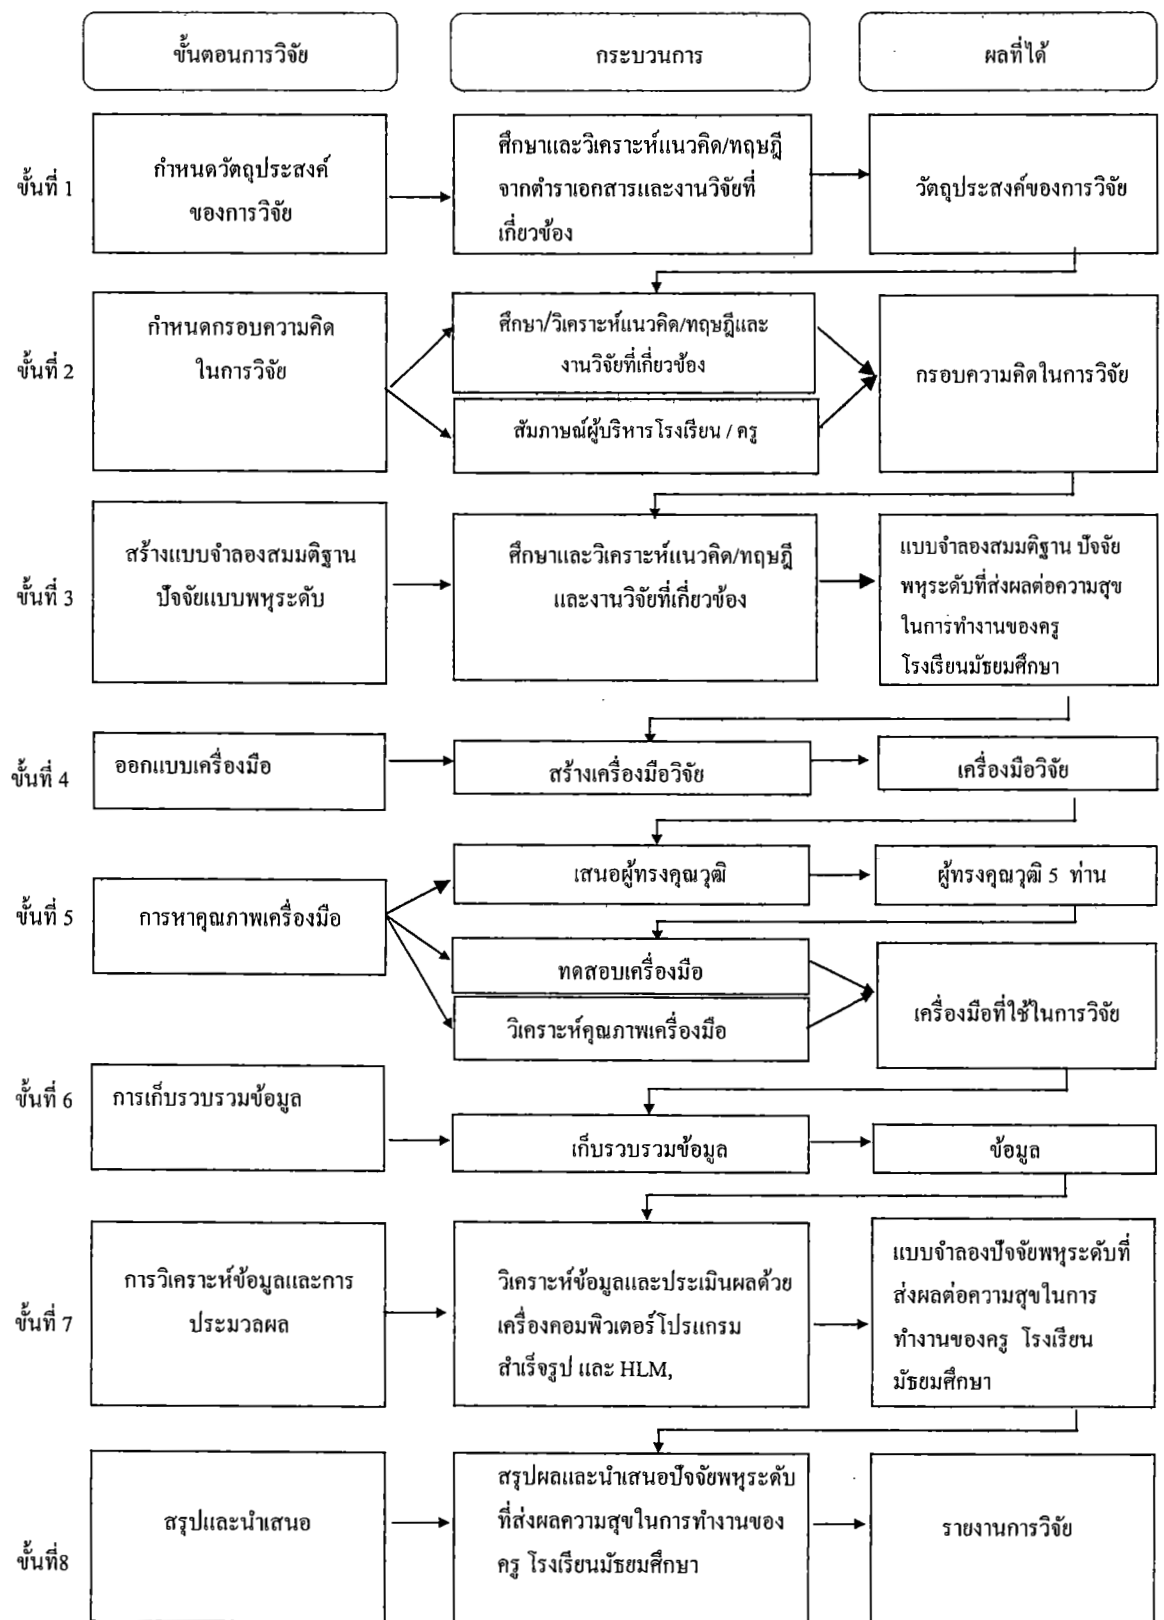 ขั้นตอนการวิจัย
กระบวนการ
ผลที่ได้
ขั้นที่ 1
กำหนดวัตถุประสงค์
ของการวิจัย
ศึกษาและวิเคราะห์แนวคิด/ทฤษฎี
จากตำราเอกสารและงานวิจัยที่
เกี่ยวข้อง
วัตถุประสงค์ของการวิจัย
ขั้นที่ 2
กำหนดกรอบความคิด
ในการวิจัย
ศึกษา/วิเคราะห์แนวคิด/ทฤษฎีและ
งานวิจัยที่เกี่ยวข้อง
สัมภาษณ์ผู้บริหารโรงเรียน / ครู
กรอบความคิดในการวิจัย
ขั้นที่ 3
สร้างแบบจำลองสมมติฐาน
ปัจจัยแบบพหุระดับ
ศึกษาและวิเคราะห์แนวคิด/ทฤษฎี
และงานวิจัยที่เกี่ยวข้อง
แบบจำลองสมมติฐาน ปัจจัย
พหุระดับที่ส่งผลต่อความสุข
ในการทำงานของครู
โรงเรียนมัธยมศึกษา
ขั้นที่ 4
ออกแบบเครื่องมือ
สร้างเครื่องมือวิจัย
เครื่องมือวิจัย
ขั้นที่ 5
การหาคุณภาพเครื่องมือ
เสนอผู้ทรงคุณวุฒิ
ผู้ทรงคุณวุฒิ 5 ท่าน
ทดสอบเครื่องมือ
วิเคราะห์คุณภาพเครื่องมือ
เครื่องมือที่ใช้ในการวิจัย
ขั้นที่ 6
การเก็บรวบรวมข้อมูล
เก็บรวบรวมข้อมูล
ข้อมูล
ขั้นที่ 7
การวิเคราะห์ข้อมูลและการ
ประมวลผล
วิเคราะห์ข้อมูลและประเมินผลด้วย
เครื่องคอมพิวเตอร์โปรแกรม
สำเร็จรูป และ HLM,
แบบจำลองปัจจัยพหุระดับที่
ส่งผลต่อความสุขในการ
ทำงานของครู โรงเรียน
มัธยมศึกษา
ขั้นที่8
สรุปและนำเสนอ
สรุปผลและนำเสนอปัจจัยพหุระดับ
ที่ส่งผลความสุขในการทำงานของ
ครู โรงเรียนมัธยมศึกษา
รายงานการวิจัย